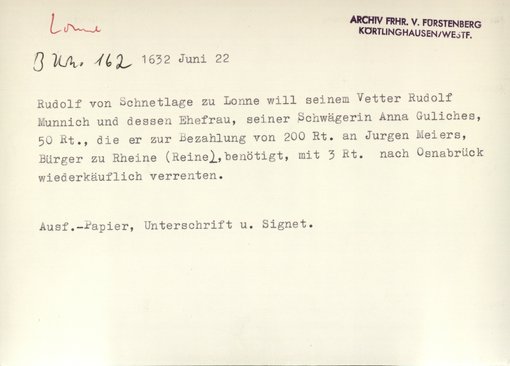 Lonne
ARCHIV FRHR. V. FÜRSTENBERG
KÖRTLINGHAUSEN/WESTF.
B Uk. 162 1632 Juni 22
Rudolf von Schnetlage zu Lonne will seinem Vetter Rudolf
Munnich und dessen Ehefrau, seiner Schwägerin Anna Guliches,
50 Rt., die er zur Bezahlung von 200 Rt. an Jurgen Meiers,
Bürger zu Rheine (Reine), benötigt, mit 3 Rt. nach Osnabrück
wiederkäuflich verrenten.
Ausf.-Papier, Unterschrift u. Signet.